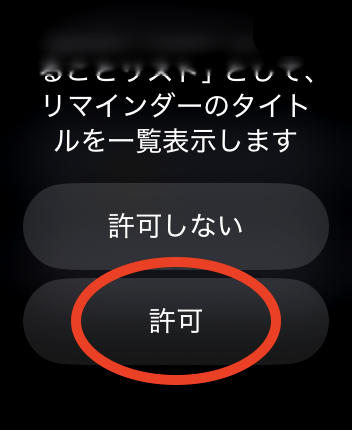 ることリスト」として、
リマインダーのタイト
ルを一覧表示します
許可しない
許可